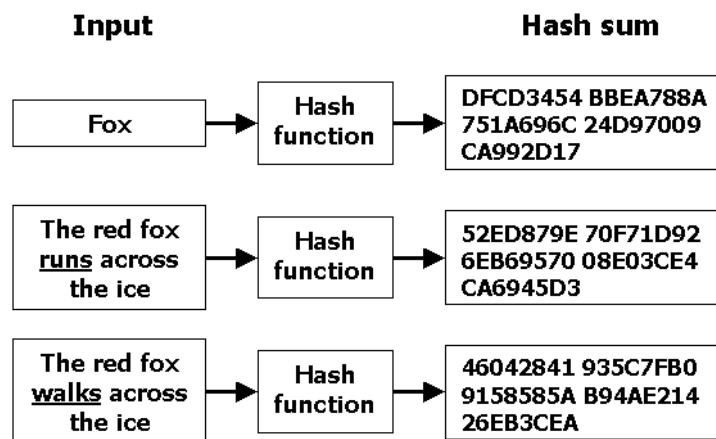 Input
Hash sum
Fox
Hash
function
DFCD3454 BBEA788A
751A696C 24D97009
CA992D17
The red fox
runs across
the ice
Hash
function
52ED879E 70F71D92
6EB69570 08E03CE4
CA6945D3
The red fox
walks across
the ice
Hash
function
46042841 935C7FB0
9158585A B94AE214
26EB3CEA